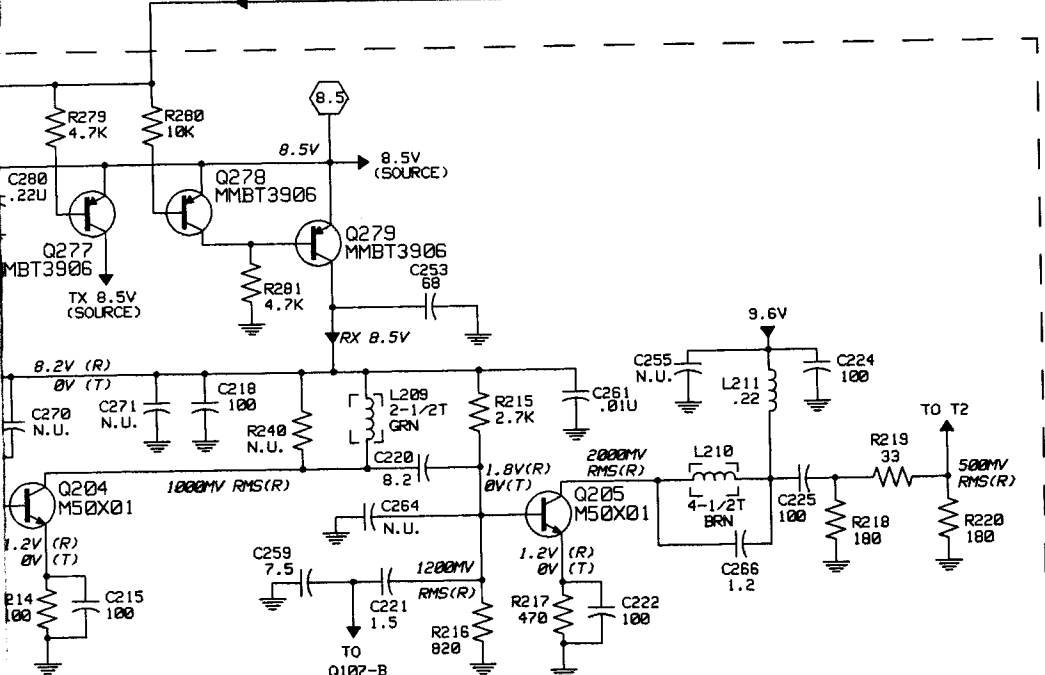 R279
4.7K
R280
10K
8.5
8.5V
8.5V
(SOURCE)
C280
.22U
Q278
MMBT3906
Q279
MMBT3906
Q277
MBT3906
TX 8.5V
(SOURCE)
R281
4.7K
C253
68
RX 8.5V
9.6V
8.2V (R)
0V (T)
C270
N.U.
C271
N.U.
C218
100
R240
N.U.
L209
2-1/2T
GRN
R215
2.7K
C261
.01U
C255
N.U.
L211
.22
C224
100
TO T2
C220
8.2
1000MV RMS(R)
1.8V(R)
0V(T)
2000MV
RMS(R)
L210
4-1/2T
BRN
R219
33
500MV
RMS(R)
Q204
M50X01
C264
N.U.
Q205
M50X01
C225
100
R218
180
R220
180
1.2V (R)
0V (T)
C259
7.5
1200MV
RMS(R)
1.2V (R)
0V (T)
C266
1.2
214
100
C215
100
C221
1.5
R216
820
R217
470
C222
100
TO
Q107-B